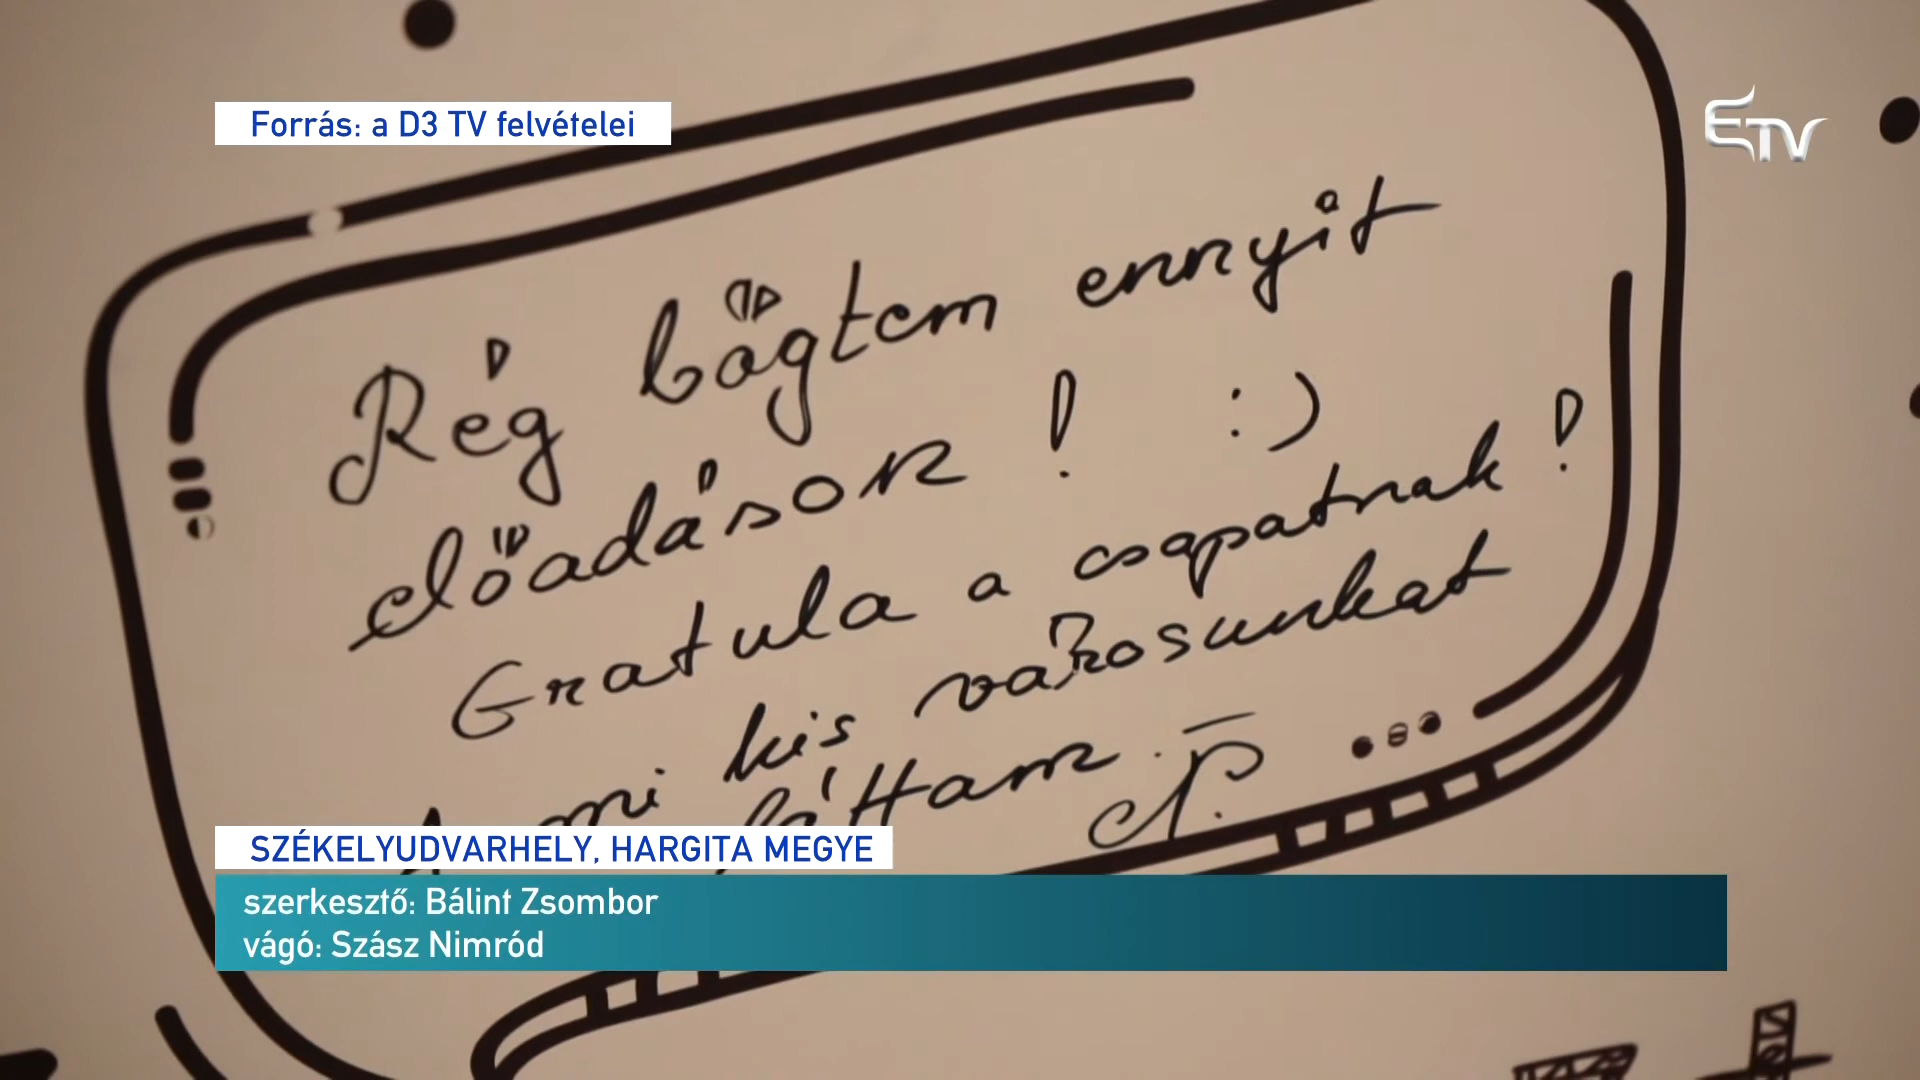 Forrás: a D3 TV felvételei
ETV
Rég bőgtem ennyit
előadáson! :)
Gratula a csapatnak!
A mi kis városunkat
láttam. N.
SZÉKELYUDVARHELY, HARGITA MEGYE
szerkesztő: Bálint Zsombor
vágó: Szász Nimród